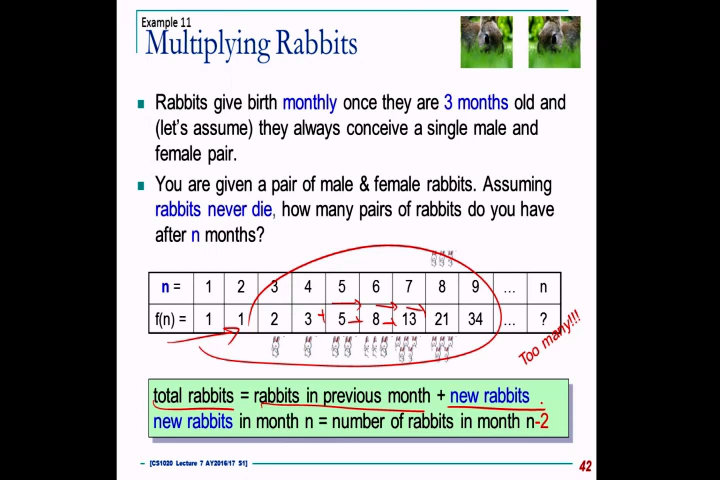 Example 11
Multiplying Rabbits
Rabbits give birth monthly once they are 3 months old and
(let's assume) they always conceive a single male and
female pair.
You are given a pair of male & female rabbits. Assuming
rabbits never die, how many pairs of rabbits do you have
after n months?
n = 1 2 3 4 5 6 7 8 9 ... n
f(n) = 1 1 2 3 + 5 + 8 + 13 21 34 ... ?
Too many!!!
total rabbits = rabbits in previous month + new rabbits .
new rabbits in month n = number of rabbits in month n-2
[CS1020 Lecture 7 AY2016/17 S1]
42